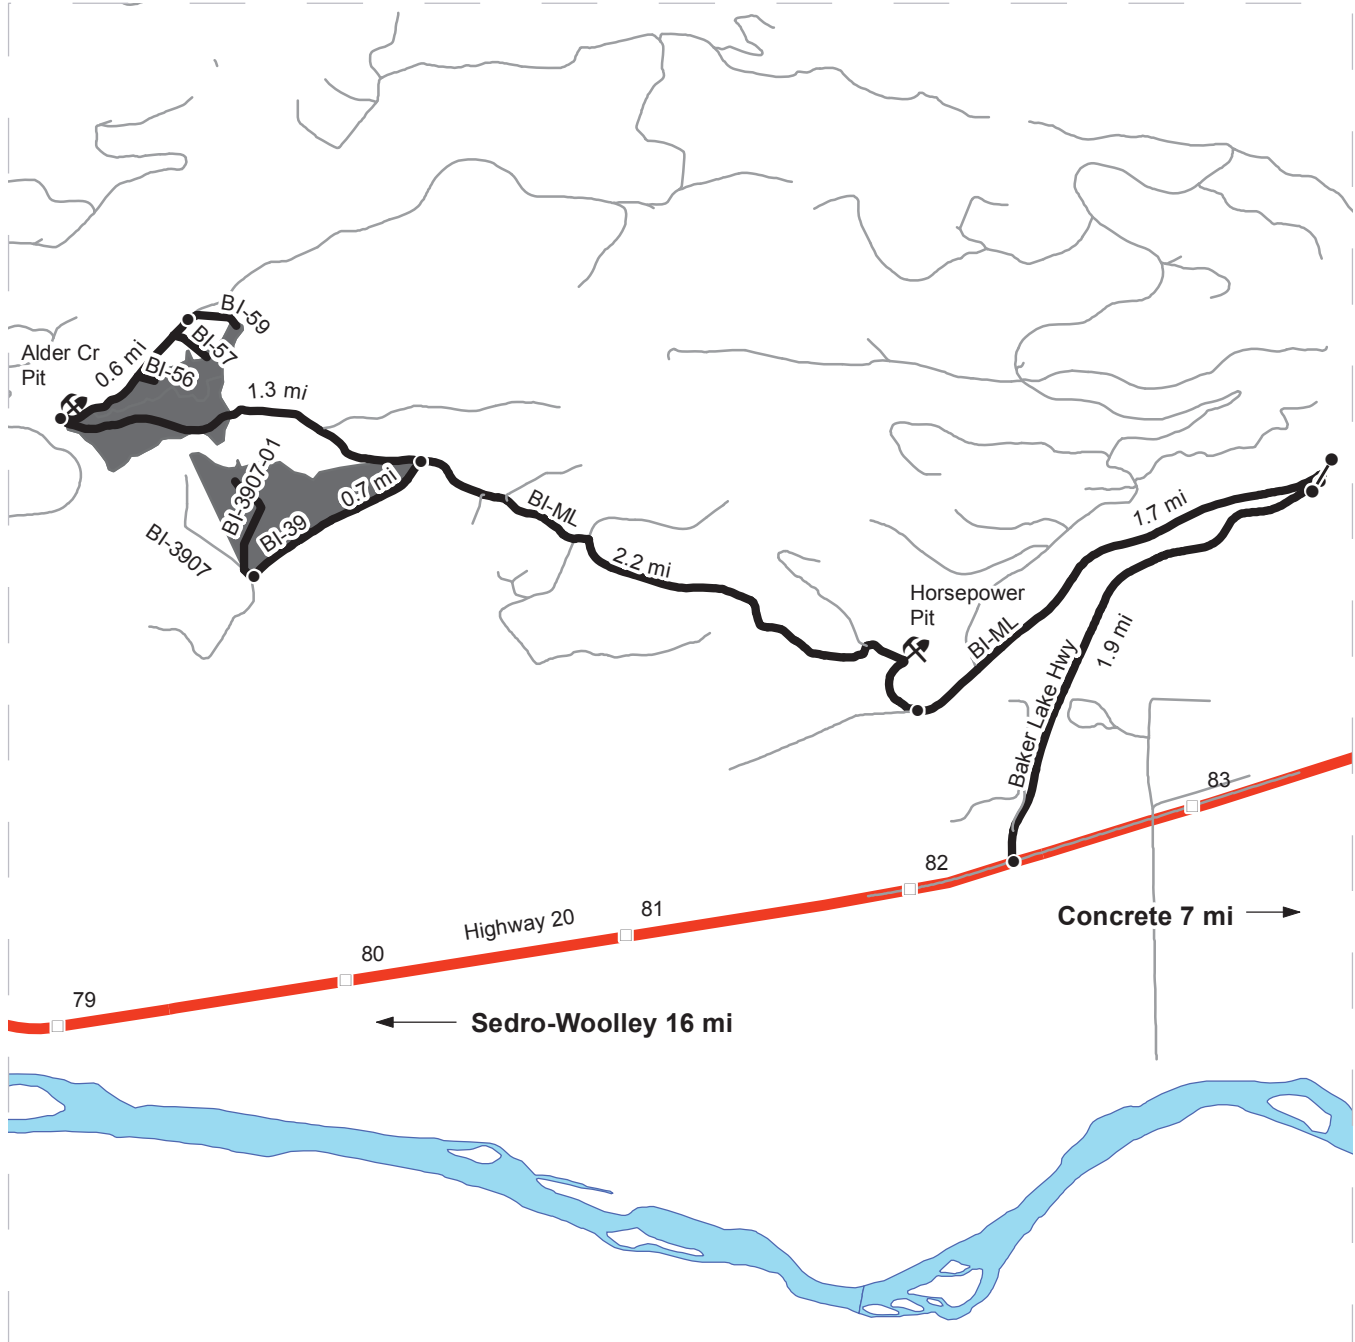 BI-59
BI-57
Alder Cr
Pit
0.6 mi
BI-56
1.3 mi
BI-3907-01
0.7 mi
BI-39
BI-3907
BI-ML
2.2 mi
1.7 mi
Horsepower
Pit
BI-ML
1.9 mi
Baker Lake Hwy
83
82
81
Highway 20
80
79
Concrete 7 mi
Sedro-Woolley 16 mi